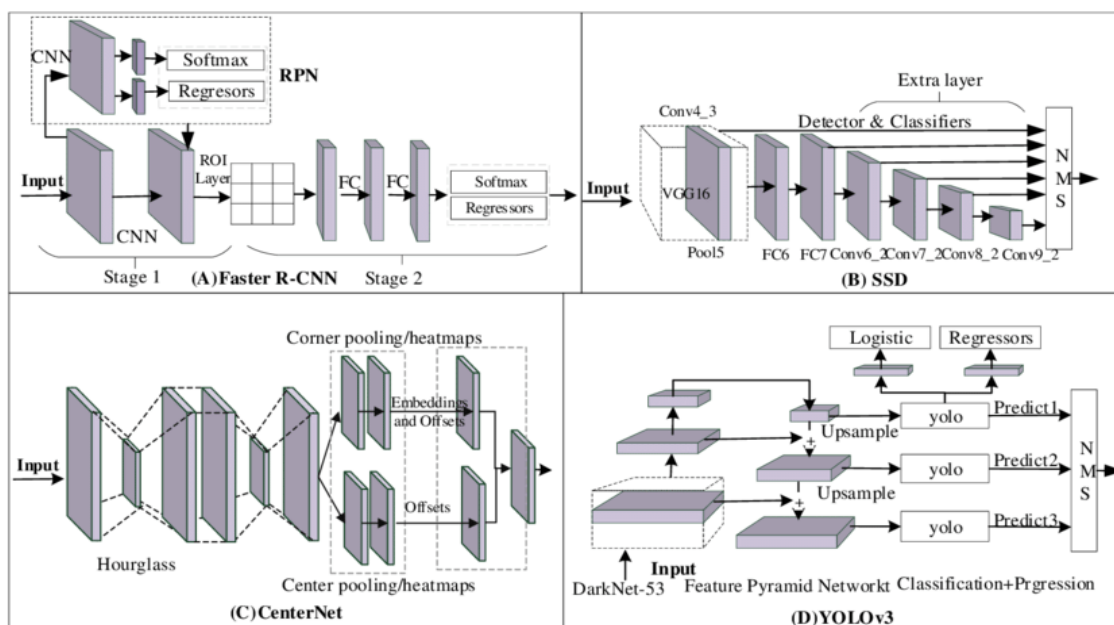 CNN
Softmax
Regresors
RPN
Input
CNN
ROI
Layer
FC
FC
Softmax
Regressors
Stage 1
(A)Faster R-CNN
Stage 2
Extra layer
Conv4_3
Detector & Classifiers
Input
VGG16
N
M
S
Pool5
FC6
FC7
Conv6_2
Conv7_2
Conv8_2
Conv9_2
(B) SSD
Corner pooling/heatmaps
Embeddings
and Offsets
Input
Offsets
Hourglass
Center pooling/heatmaps
(C)CenterNet
Logistic
Regressors
yolo
Predict1
Upsample
+
yolo
Predict2
Upsample
+
yolo
Predict3
N
M
S
Input
DarkNet-53
Feature Pyramid Networkt
Classification+Prgression
(D)YOLOv3